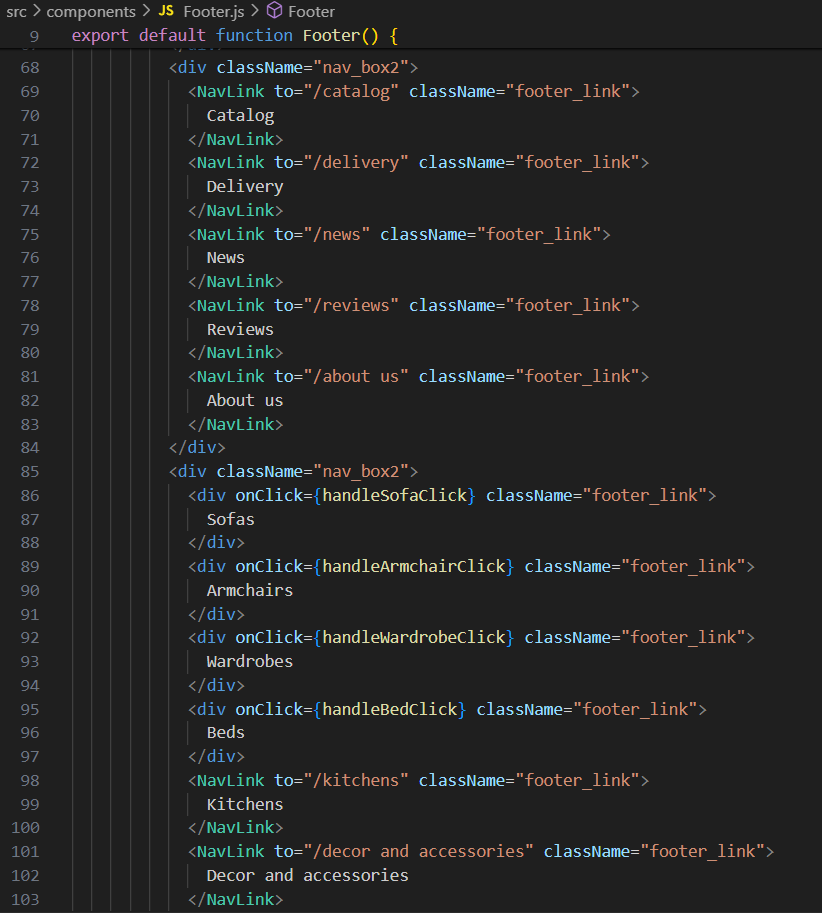 src > components > JS Footer.js > Footer
9 export default function Footer() {
68 <div className="nav_box2">
69 <NavLink to="/catalog" className="footer_link">
70 Catalog
71 </NavLink>
72 <NavLink to="/delivery" className="footer_link">
73 Delivery
74 </NavLink>
75 <NavLink to="/news" className="footer_link">
76 News
77 </NavLink>
78 <NavLink to="/reviews" className="footer_link">
79 Reviews
80 </NavLink>
81 <NavLink to="/about us" className="footer_link">
82 About us
83 </NavLink>
84 </div>
85 <div className="nav_box2">
86 <div onClick={handleSofaClick} className="footer_link">
87 Sofas
88 </div>
89 <div onClick={handleArmchairClick} className="footer_link">
90 Armchairs
91 </div>
92 <div onClick={handleWardrobeClick} className="footer_link">
93 Wardrobes
94 </div>
95 <div onClick={handleBedClick} className="footer_link">
96 Beds
97 </div>
98 <NavLink to="/kitchens" className="footer_link">
99 Kitchens
100 </NavLink>
101 <NavLink to="/decor and accessories" className="footer_link">
102 Decor and accessories
103 </NavLink>